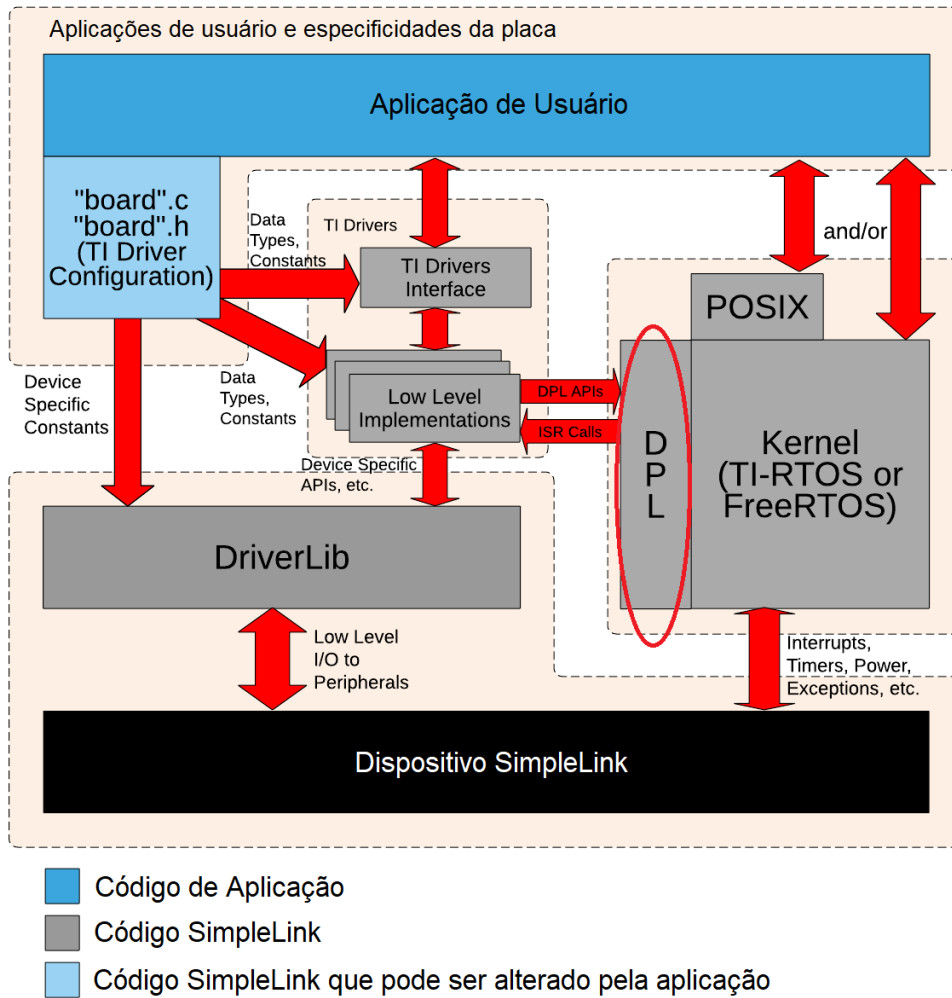 Aplicações de usuário e especificidades da placa
Aplicação de Usuário
"board".c
"board".h
(TI Driver
Configuration)
Data
Types,
Constants
TI Drivers
TI Drivers
Interface
and/or
POSIX
Device
Specific
Constants
Data
Types,
Constants
Low Level
Implementations
DPL APIs
ISR Calls
D
P
L
Kernel
(TI-RTOS or
FreeRTOS)
Device Specific
APIs, etc.
DriverLib
Low Level
I/O to
Peripherals
Interrupts,
Timers, Power,
Exceptions, etc.
Dispositivo SimpleLink
Código de Aplicação
Código SimpleLink
Código SimpleLink que pode ser alterado pela aplicação